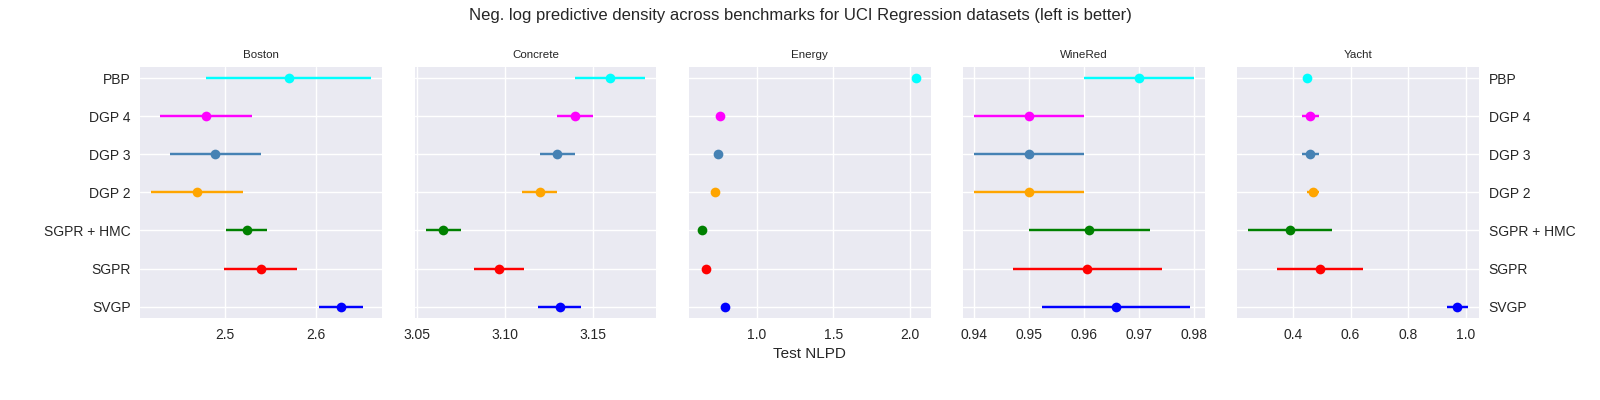 Neg. log predictive density across benchmarks for UCI Regression datasets (left is better)
Boston Concrete Energy WineRed Yacht
PBP PBP
DGP 4 DGP 4
DGP 3 DGP 3
DGP 2 DGP 2
SGPR + HMC SGPR + HMC
SGPR SGPR
SVGP SVGP
2.5 2.6 3.05 3.10 3.15 1.0 1.5 2.0 0.94 0.95 0.96 0.97 0.98 0.4 0.6 0.8 1.0
Test NLPD